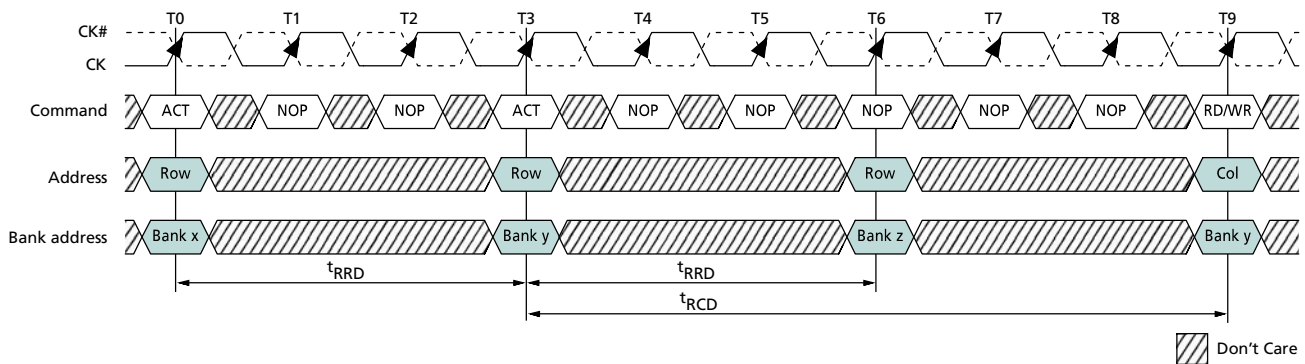 T0 T1 T2 T3 T4 T5 T6 T7 T8 T9
CK#
CK
Command ACT NOP NOP ACT NOP NOP NOP NOP NOP RD/WR
Address Row Row Row Col
Bank address Bank x Bank y Bank z Bank y
tRRD tRRD
tRCD
Don't Care